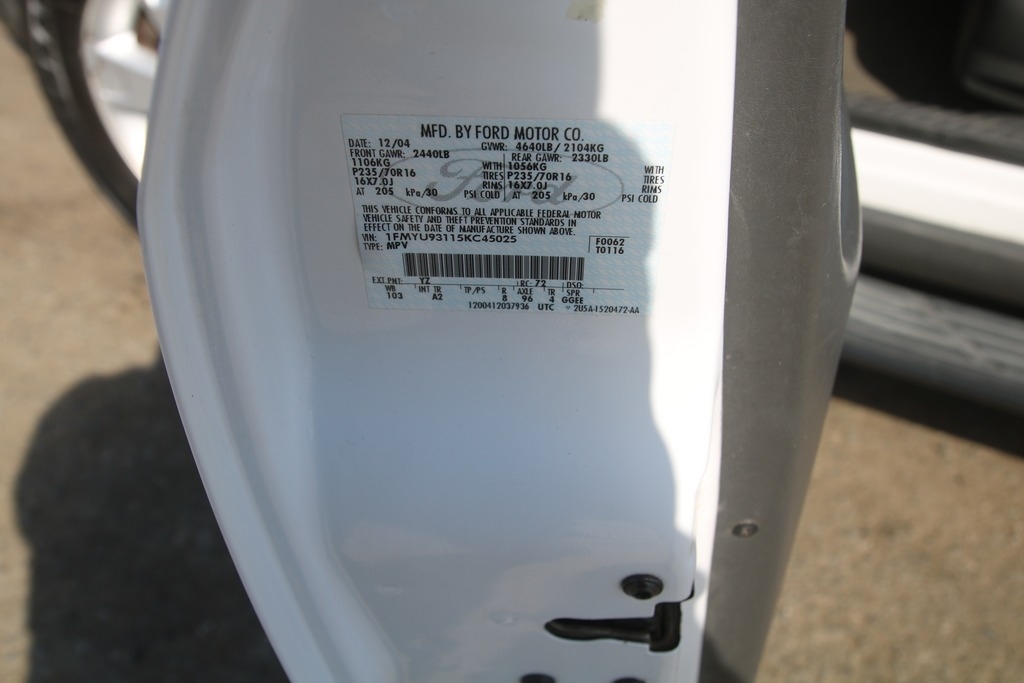 MFD. BY FORD MOTOR CO.
DATE: 12/04 GVWR: 4640LB/ 2104KG
FRONT GAWR: 2440LB REAR GAWR: 2330LB
1106KG WITH 1056KG WITH
P235/70R16 TIRES P235/70R16 TIRES
16X7.0J RIMS 16X7.0J RIMS
AT 205 kPa/30 PSI COLD AT 205 kPa/30 PSI COLD
Ford
THIS VEHICLE CONFORMS TO ALL APPLICABLE FEDERAL MOTOR
VEHICLE SAFETY AND THEFT PREVENTION STANDARDS IN
EFFECT ON THE DATE OF MANUFACTURE SHOWN ABOVE.
VIN: 1FMYU93115KC45025 F0062
TYPE: MPV T0116
EXT PNT: YZ RC: 72 DSO:
WB INT TR TP/PS R AXLE TR SPR
103 A2 8 96 4 GGEE
1200412037936 UTC 2U5A-1520472-AA